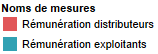 Noms de mesures
Rémunération distributeurs
Rémunération exploitants